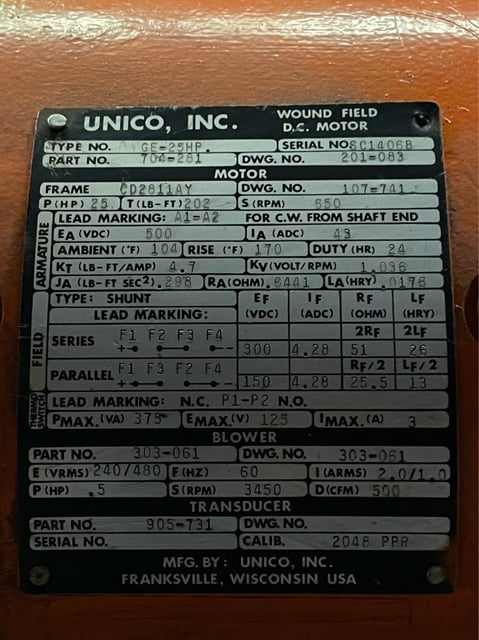 UNICO, INC. WOUND FIELD
D.C. MOTOR
TYPE NO. GE-25HP. SERIAL NO SC1406B
PART NO. 704-281 DWG. NO. 201-083
MOTOR
FRAME CD2811AY DWG. NO. 107-741
P (HP) 25 T (LB-FT) 202 S (RPM) 650
ARMATURE
LEAD MARKING: A1-A2 FOR C.W. FROM SHAFT END
EA (VDC) 500 IA (ADC) 43
AMBIENT (°F) 104 RISE (°F) 170 DUTY (HR) 24
KT (LB-FT/AMP) 4.7 KV (VOLT/RPM) 1.036
JA (LB-FT SEC²) .298 RA (OHM) .6441 LA (HRY) .0176
FIELD
TYPE: SHUNT EF IF RF LF
LEAD MARKING: (VDC) (ADC) (OHM) (HRY)
SERIES F1 F2 F3 F4 2RF 2LF
+ - 300 4.28 51 26
PARALLEL F1 F3 F2 F4 RF/2 LF/2
+ - 150 4.28 25.5 13
THERMO SWITCH
LEAD MARKING: N.C. P1-P2 N.O.
PMAX. (VA) 375 EMAX. (V) 125 IMAX. (A) 3
BLOWER
PART NO. 303-061 DWG. NO. 303-061
E (VRMS) 240/480 F (HZ) 60 I (ARMS) 2.0/1.0
P (HP) .5 S (RPM) 3450 D (CFM) 500
TRANSDUCER
PART NO. 905-731 DWG. NO.
SERIAL NO. CALIB. 2048 PPR
MFG. BY: UNICO, INC.
FRANKSVILLE, WISCONSIN USA